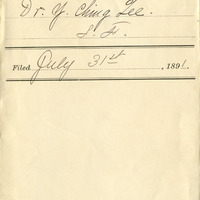 Dr. Y. Ching Lee.
S. F.
Filed July 31st, 1891.